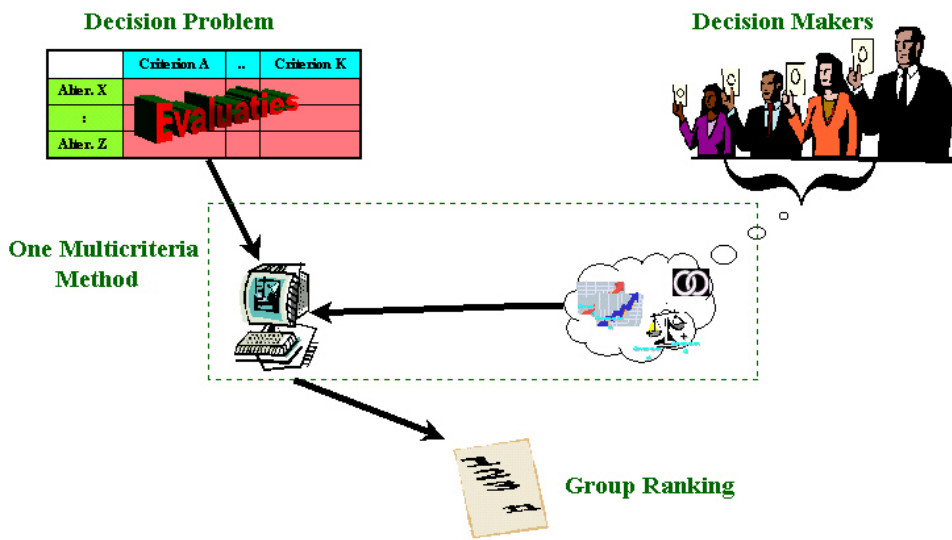 Decision Problem
Decision Makers
Criterion A .. Criterion K
Alter. X
:
Alter. Z
Evaluaties
One Multicriteria
Method
Group Ranking